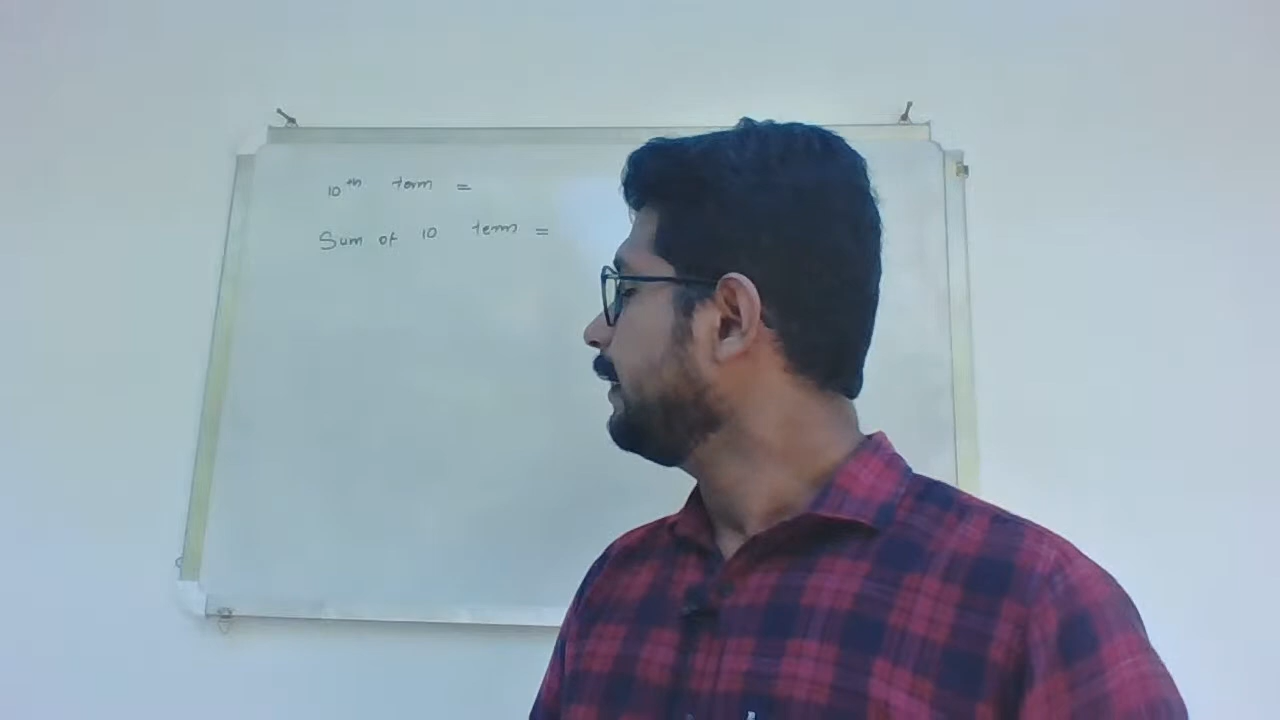 10th term =
Sum of 10 term =